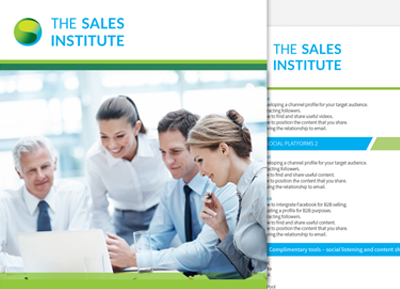 THE SALES
INSTITUTE
THE SALES
INSTITUTE
eloping a channel profile for your target audience.
acting followers.
e to find and share useful videos.
e to position the content that you share.
ing the relationship to email.
SOCIAL PLATFORMS 2
eloping a channel profile for your target audience.
acting followers.
e to find and share useful content.
e to position the content that you share.
ing the relationship to email.
e to intergrate Facebook for B2B selling.
ating a profile for B2B purposes.
acting followers.
e to find and share useful content.
e to position the content that you share.
ing the relationship to email.
Complimentary tools – social listening and content sh